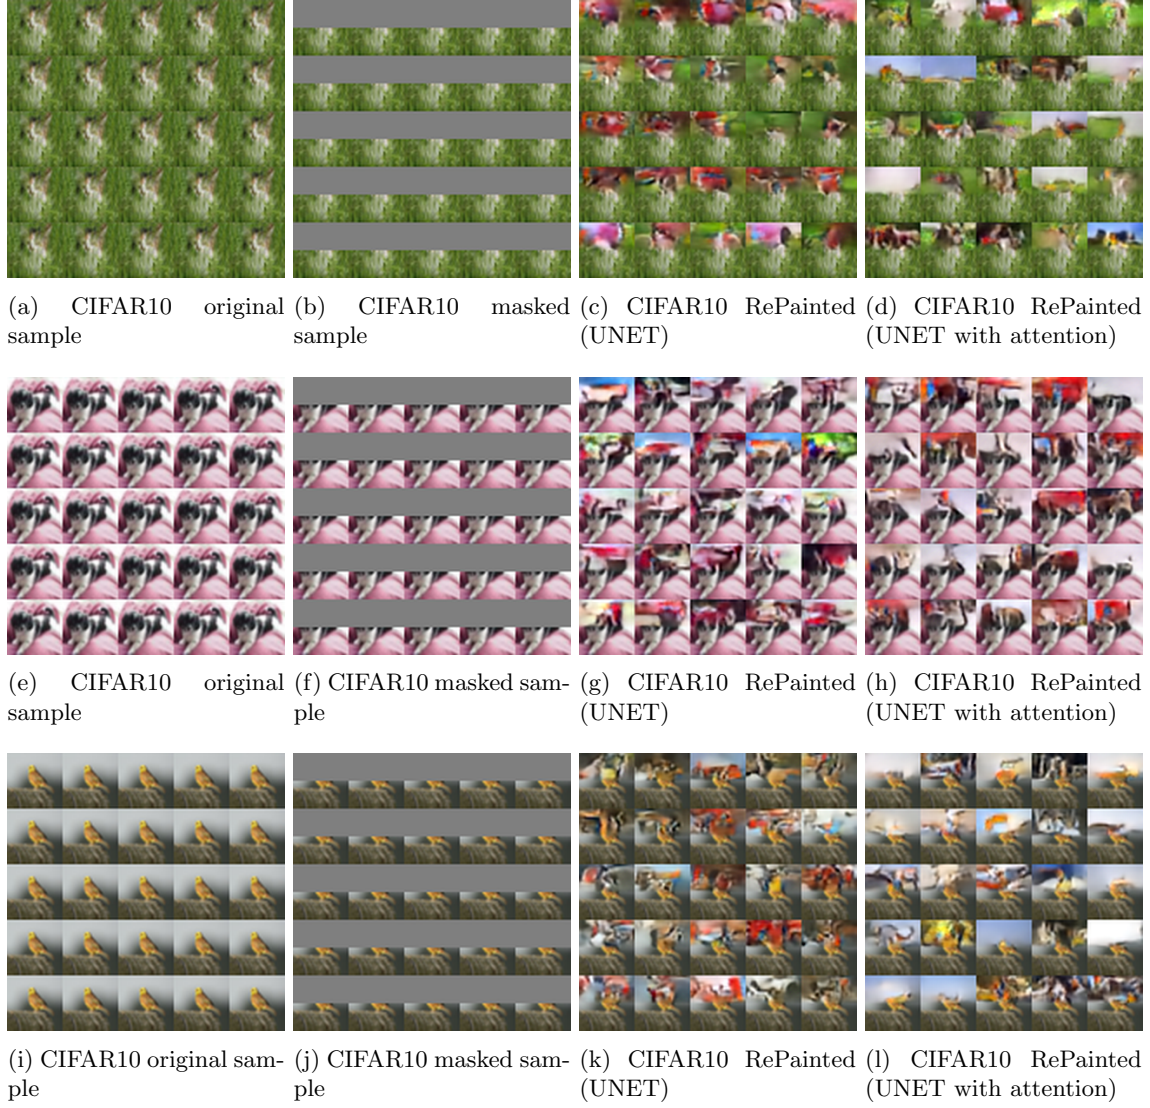 (a) CIFAR10 original
sample
(b) CIFAR10 masked
sample
(c) CIFAR10 RePainted
(UNET)
(d) CIFAR10 RePainted
(UNET with attention)
(e) CIFAR10 original
sample
(f) CIFAR10 masked sam-
ple
(g) CIFAR10 RePainted
(UNET)
(h) CIFAR10 RePainted
(UNET with attention)
(i) CIFAR10 original sam-
ple
(j) CIFAR10 masked sam-
ple
(k) CIFAR10 RePainted
(UNET)
(l) CIFAR10 RePainted
(UNET with attention)